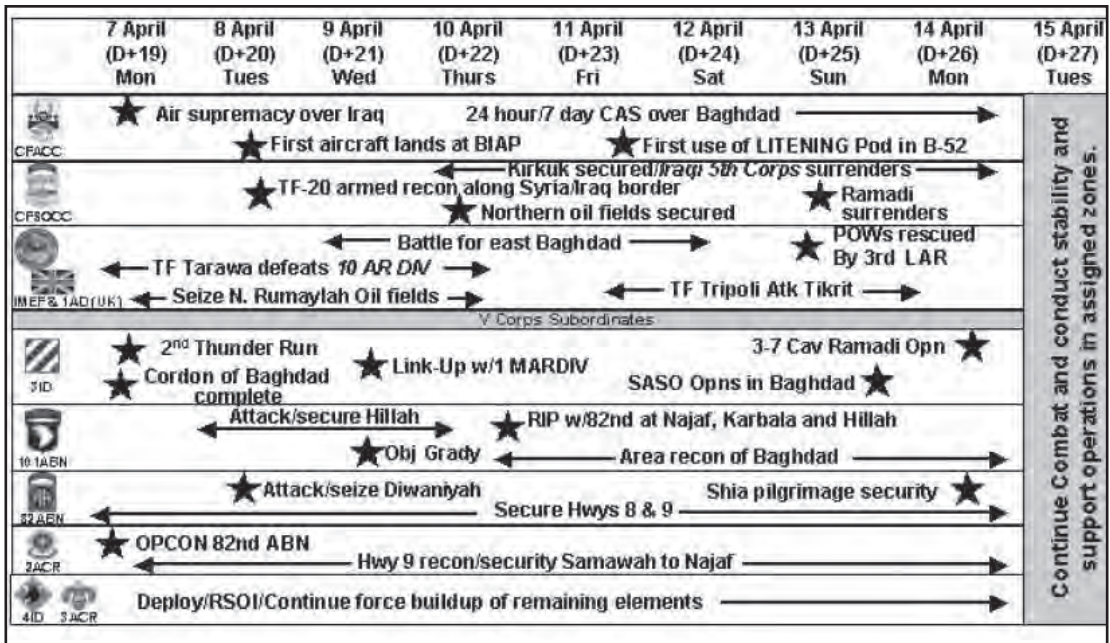 7 April 8 April 9 April 10 April 11 April 12 April 13 April 14 April 15 April
(D+19) (D+20) (D+21) (D+22) (D+23) (D+24) (D+25) (D+26) (D+27)
Mon Tues Wed Thurs Fri Sat Sun Mon Tues
Air supremacy over Iraq 24 hour/7 day CAS over Baghdad
First aircraft lands at BIAP First use of LITENING Pod in B-52
CFACC
Kirkuk secured/Iraqi 5th Corps surrenders
TF-20 armed recon along Syria/Iraq border Ramadi
Northern oil fields secured surrenders
CFSOCC
Battle for east Baghdad POWs rescued
TF Tarawa defeats 10 AR DIV By 3rd LAR
Seize N. Rumaylah Oil fields TF Tripoli Atk Tikrit
IMEF & 1AD(UK)
V Corps Subordinates
2nd Thunder Run 3-7 Cav Ramadi Opn
Link-Up w/1 MARDIV
Cordon of Baghdad SASO Opns in Baghdad
complete
3ID
Attack/secure Hillah RIP w/82nd at Najaf, Karbala and Hillah
Obj Grady Area recon of Baghdad
101ABN
Attack/seize Diwaniyah Shia pilgrimage security
Secure Hwys 8 & 9
82ABN
OPCON 82nd ABN
Hwy 9 recon/security Samawah to Najaf
2ACR
Deploy/RSOI/Continue force buildup of remaining elements
4ID 3ACR
Continue Combat and conduct stability and
support operations in assigned zones.